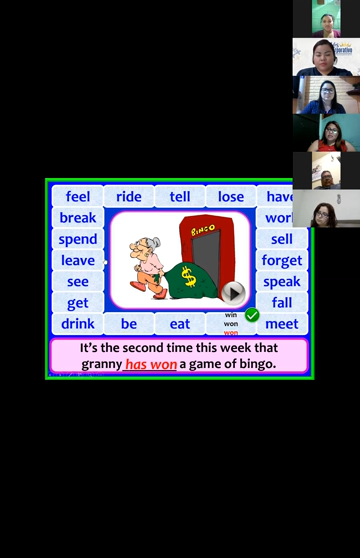 feel ride tell lose have
break
spend sell
leave forget
see speak
get fall
drink be eat meet
BINGO
$
win
won
won
It's the second time this week that
granny has won a game of bingo.